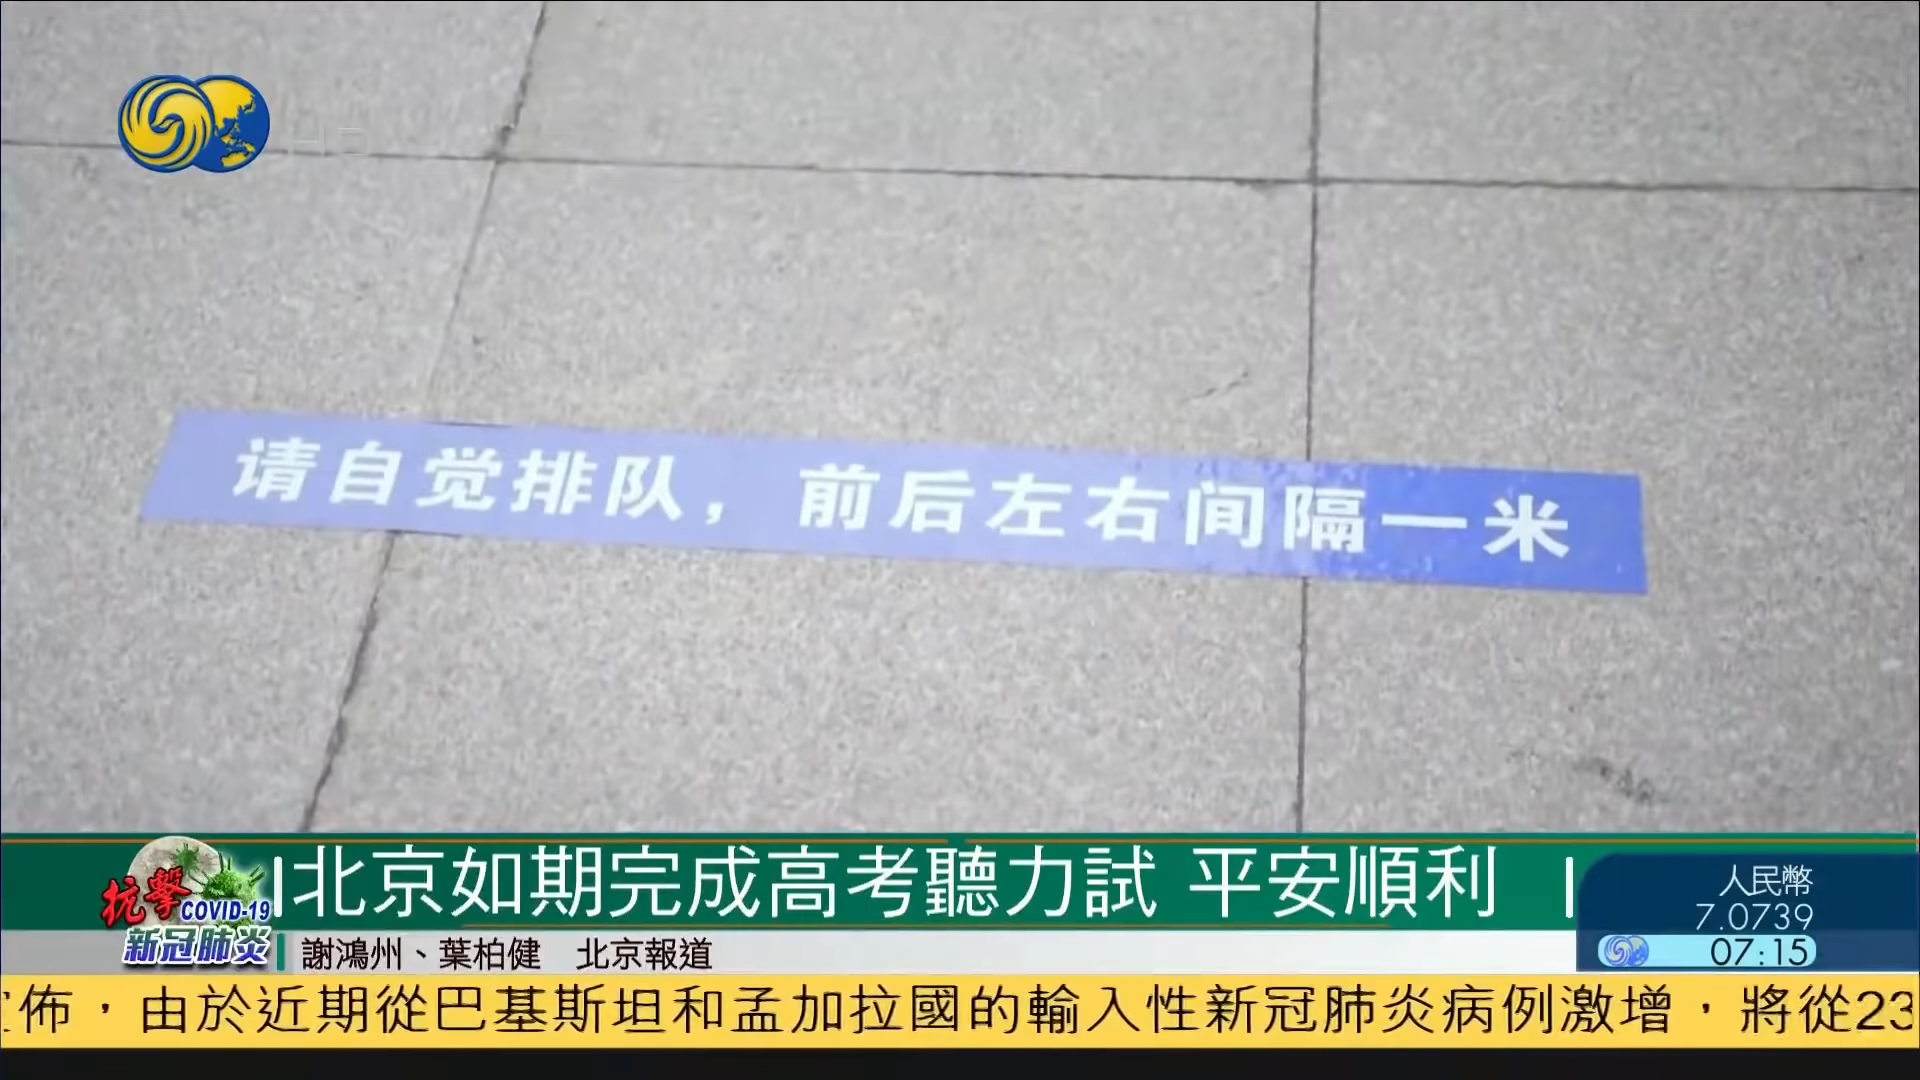 请自觉排队，前后左右间隔一米
北京如期完成高考聽力試 平安順利
抗擊
COVID-19
新冠肺炎
謝鴻州、葉柏健 北京報道
人民幣
7.0739
07:15
佈，由於近期從巴基斯坦和孟加拉國的輸入性新冠肺炎病例激增，將從23